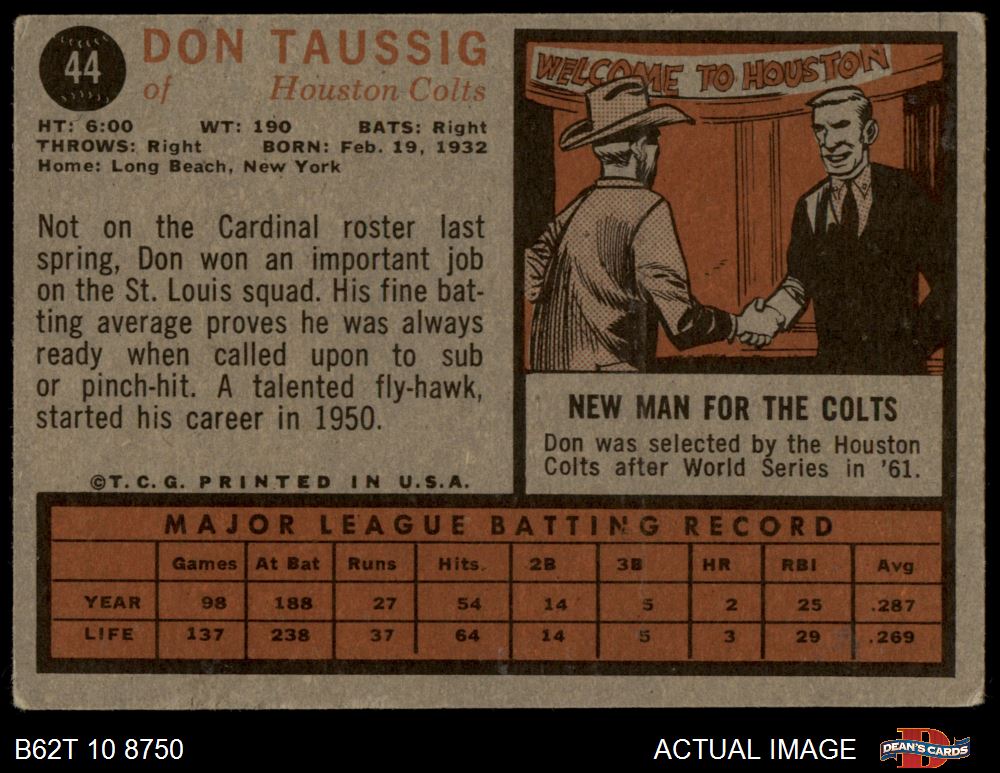 44
DON TAUSSIG
of Houston Colts
HT: 6:00 WT: 190 BATS: Right
THROWS: Right BORN: Feb. 19, 1932
Home: Long Beach, New York
Not on the Cardinal roster last
spring, Don won an important job
on the St. Louis squad. His fine bat-
ting average proves he was always
ready when called upon to sub
or pinch-hit. A talented fly-hawk,
started his career in 1950.
©T. C. G. PRINTED IN U.S.A.
WELCOME TO HOUSTON
NEW MAN FOR THE COLTS
Don was selected by the Houston
Colts after World Series in '61.
MAJOR LEAGUE BATTING RECORD
Games At Bat Runs Hits. 2B 3B HR RBI Avg
YEAR 98 188 27 54 14 5 2 25 .287
LIFE 137 238 37 64 14 5 3 29 .269
B62T 10 8750
ACTUAL IMAGE
DEAN'S CARDS